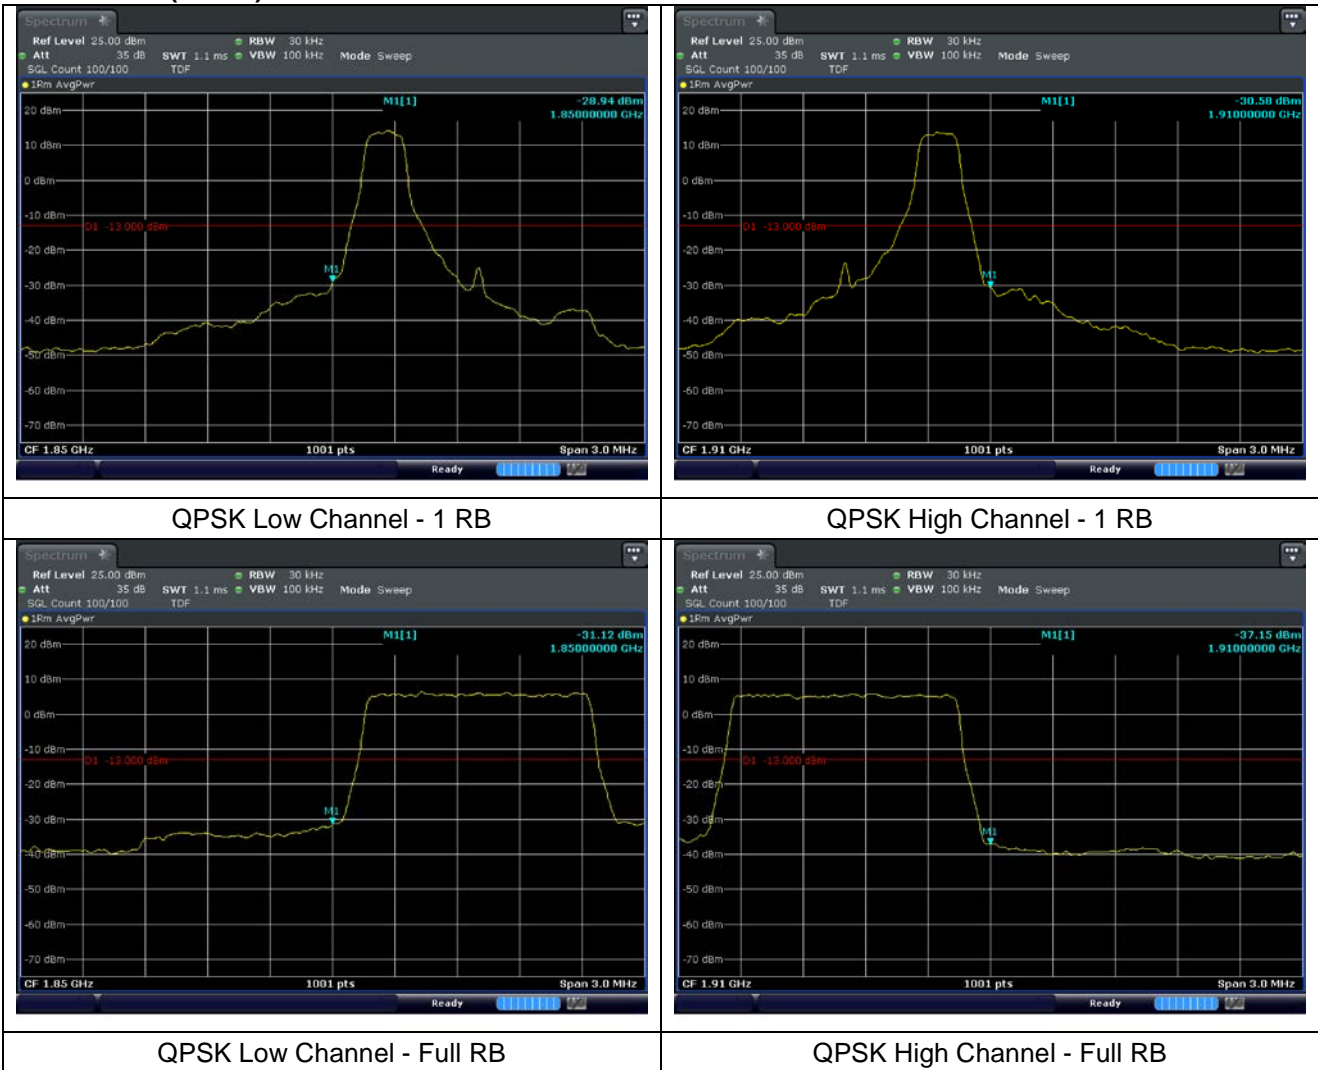 Spectrum
Ref Level 25.00 dBm RBW 30 kHz
Att 35 dB SWT 1.1 ms VBW 100 kHz Mode Sweep
SGL Count 100/100 TDF
1Rm AvgPwr
M1[1] -28.94 dBm
1.85000000 GHz
20 dBm
10 dBm
0 dBm
-10 dBm
D1 -13.000 dBm
-20 dBm
M1
-30 dBm
-40 dBm
-50 dBm
-60 dBm
-70 dBm
CF 1.85 GHz 1001 pts Span 3.0 MHz
Ready
QPSK Low Channel - 1 RB
Spectrum
Ref Level 25.00 dBm RBW 30 kHz
Att 35 dB SWT 1.1 ms VBW 100 kHz Mode Sweep
SGL Count 100/100 TDF
1Rm AvgPwr
M1[1] -30.58 dBm
1.91000000 GHz
20 dBm
10 dBm
0 dBm
-10 dBm
D1 -13.000 dBm
-20 dBm
M1
-30 dBm
-40 dBm
-50 dBm
-60 dBm
-70 dBm
CF 1.91 GHz 1001 pts Span 3.0 MHz
Ready
QPSK High Channel - 1 RB
Spectrum
Ref Level 25.00 dBm RBW 30 kHz
Att 35 dB SWT 1.1 ms VBW 100 kHz Mode Sweep
SGL Count 100/100 TDF
1Rm AvgPwr
M1[1] -31.12 dBm
1.85000000 GHz
20 dBm
10 dBm
0 dBm
-10 dBm
D1 -13.000 dBm
-20 dBm
M1
-30 dBm
-40 dBm
-50 dBm
-60 dBm
-70 dBm
CF 1.85 GHz 1001 pts Span 3.0 MHz
Ready
QPSK Low Channel - Full RB
Spectrum
Ref Level 25.00 dBm RBW 30 kHz
Att 35 dB SWT 1.1 ms VBW 100 kHz Mode Sweep
SGL Count 100/100 TDF
1Rm AvgPwr
M1[1] -37.15 dBm
1.91000000 GHz
20 dBm
10 dBm
0 dBm
-10 dBm
D1 -13.000 dBm
-20 dBm
-30 dBm
M1
-40 dBm
-50 dBm
-60 dBm
-70 dBm
CF 1.91 GHz 1001 pts Span 3.0 MHz
Ready
QPSK High Channel - Full RB